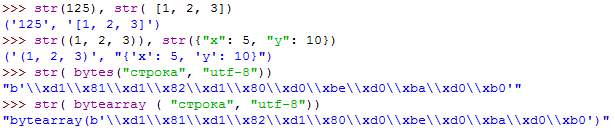 >>> str(125), str( [1, 2, 3])
('125', '[1, 2, 3]')
>>> str((1, 2, 3)), str({"x": 5, "y": 10})
('(1, 2, 3)', "{'x': 5, 'y': 10}")
>>> str( bytes("строка", "utf-8"))
"b'\\xd1\\x81\\xd1\\x82\\xd1\\x80\\xd0\\xbe\\xd0\\xba\\xd0\\xb0'"
>>> str( bytearray ( "строка", "utf-8"))
"bytearray(b'\\xd1\\x81\\xd1\\x82\\xd1\\x80\\xd0\\xbe\\xd0\\xba\\xd0\\xb0')"